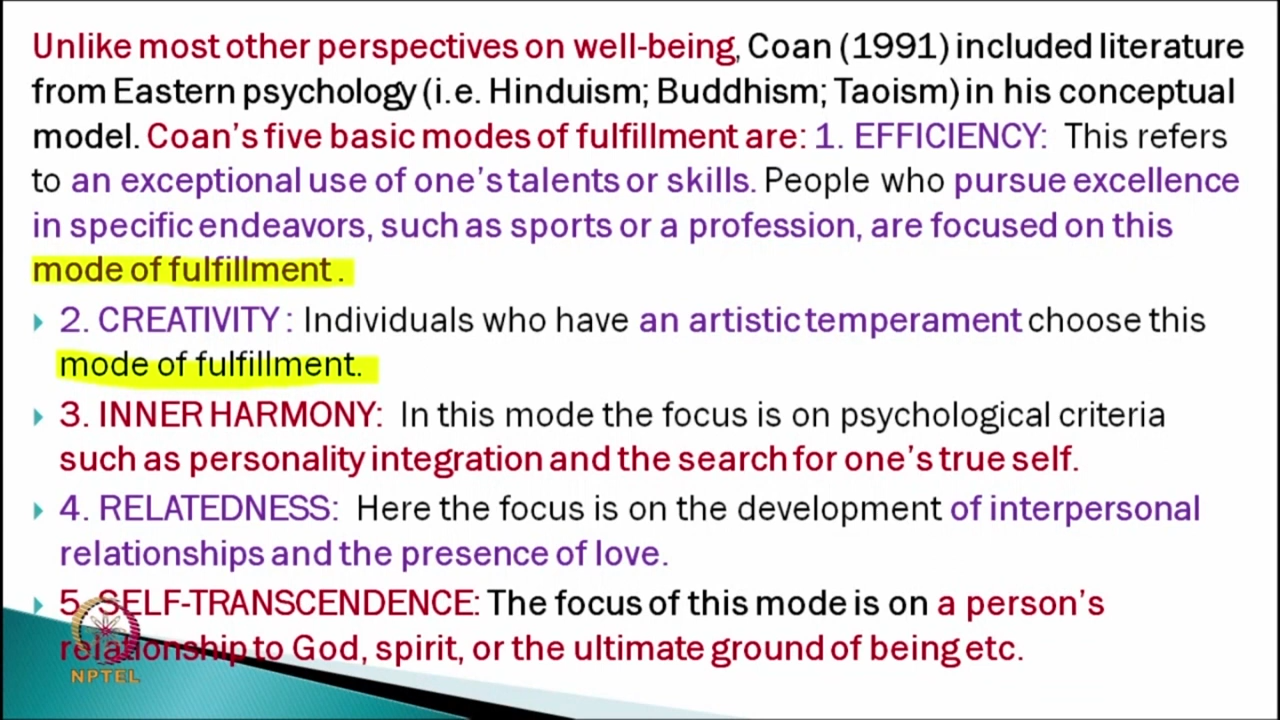 Unlike most other perspectives on well-being, Coan (1991) included literature
from Eastern psychology (i.e. Hinduism; Buddhism; Taoism) in his conceptual
model. Coan's five basic modes of fulfillment are: 1. EFFICIENCY: This refers
to an exceptional use of one's talents or skills. People who pursue excellence
in specific endeavors, such as sports or a profession, are focused on this
mode of fulfillment .
2. CREATIVITY : Individuals who have an artistic temperament choose this
mode of fulfillment.
3. INNER HARMONY: In this mode the focus is on psychological criteria
such as personality integration and the search for one's true self.
4. RELATEDNESS: Here the focus is on the development of interpersonal
relationships and the presence of love.
5. SELF-TRANSCENDENCE: The focus of this mode is on a person's
relationship to God, spirit, or the ultimate ground of being etc.
NPTEL